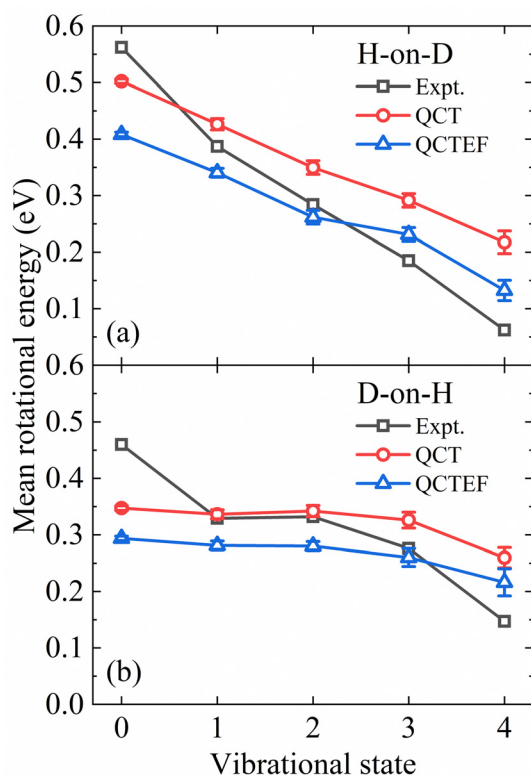 0.6
H-on-D
Expt.
QCT
QCTEF
0.5
0.4
0.3
0.2
0.1
(a)
0.6
D-on-H
Expt.
QCT
QCTEF
0.5
0.4
0.3
0.2
0.1
(b)
0.0
0 1 2 3 4
Vibrational state
Mean rotational energy (eV)